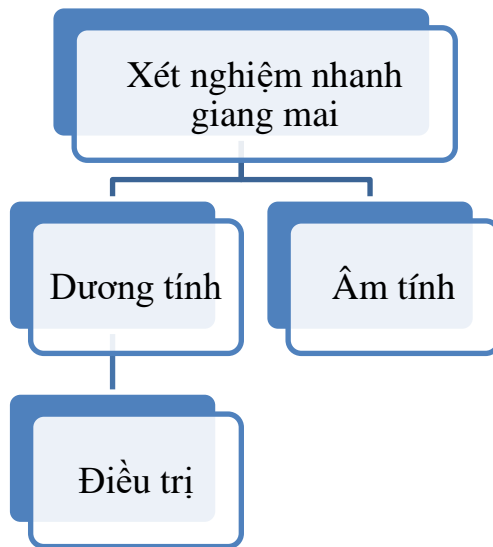 Xét nghiệm nhanh
giang mai
Dương tính
Âm tính
Điều trị